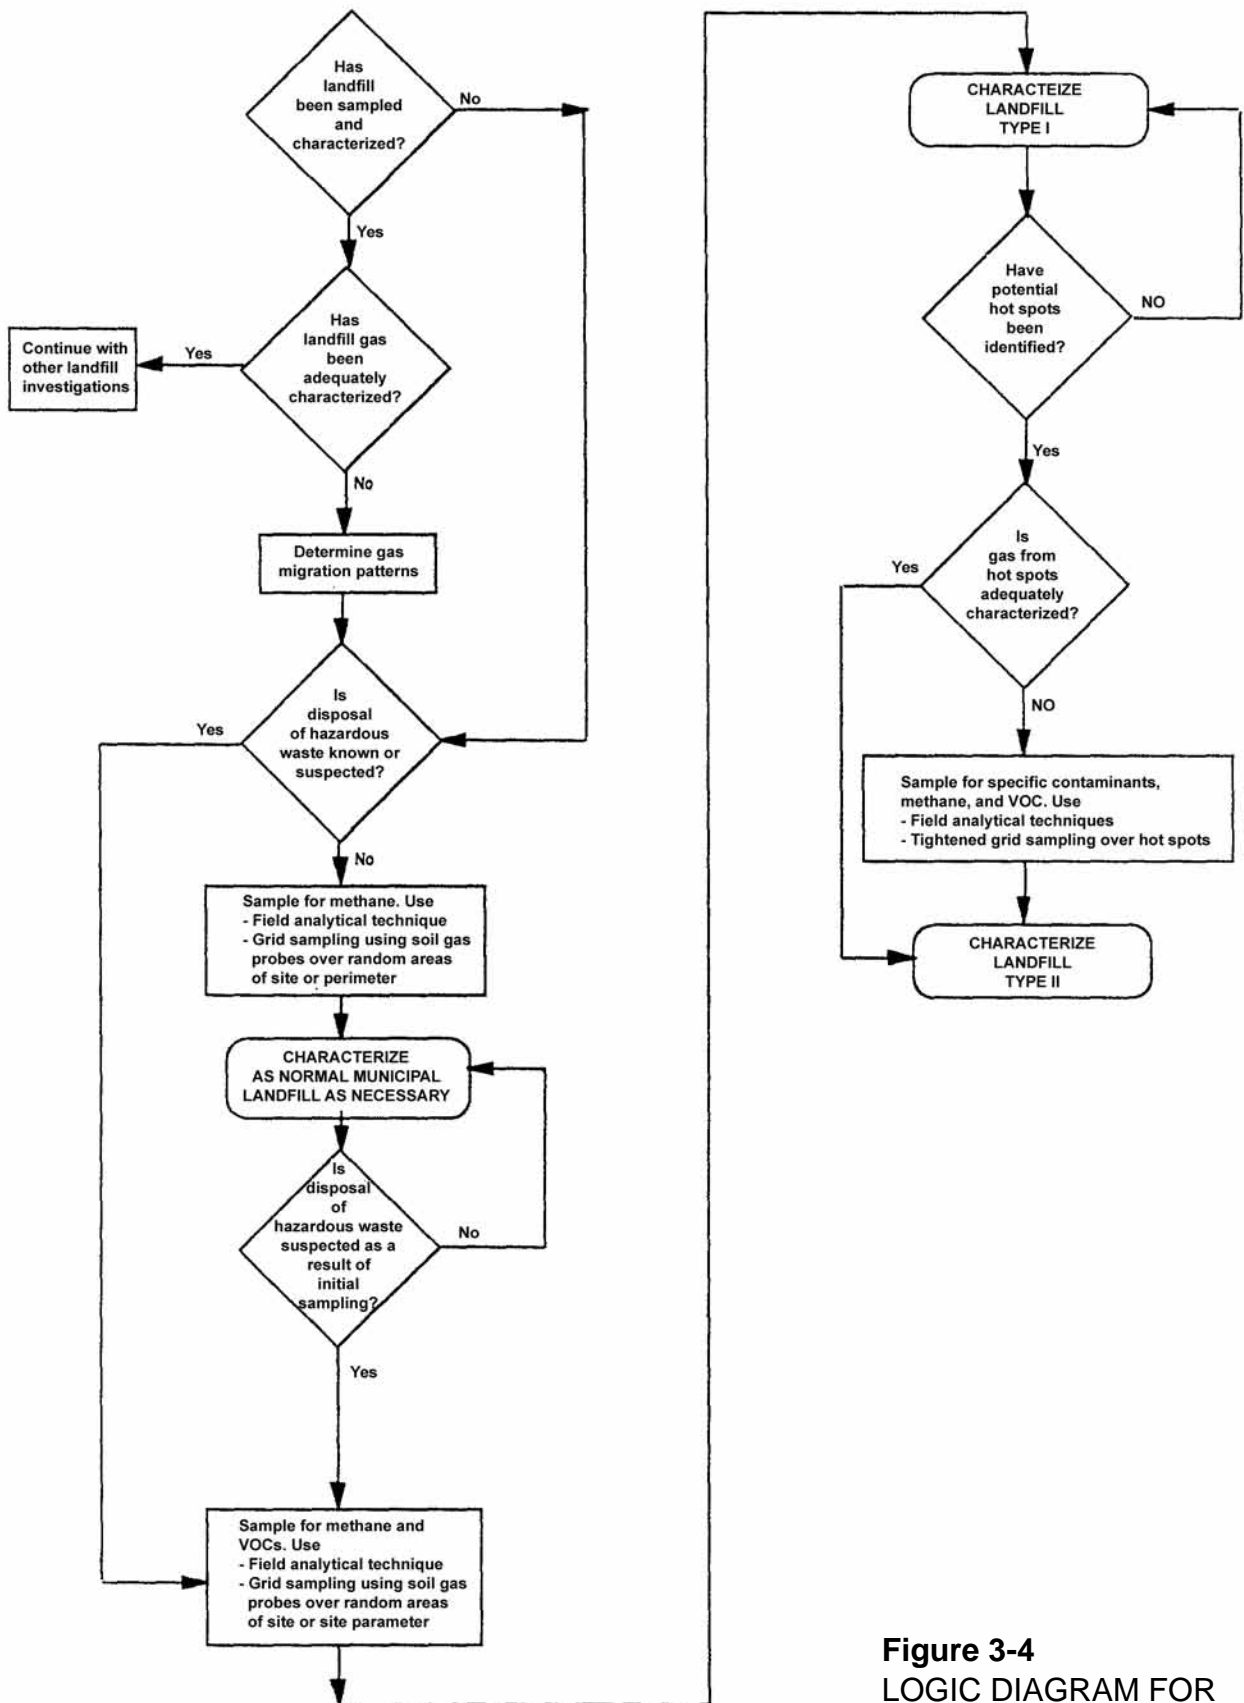 Has
landfill
been sampled
and
characterized?
No
Yes
Has
landfill gas
been
adequately
characterized?
Yes
Continue with
other landfill
investigations
No
Determine gas
migration patterns
Is
disposal
of hazardous
waste known or
suspected?
Yes
No
Sample for methane. Use
- Field analytical technique
- Grid sampling using soil gas
probes over random areas
of site or perimeter
CHARACTERIZE
AS NORMAL MUNICIPAL
LANDFILL AS NECESSARY
Is
disposal
of
hazardous waste
suspected as a
result of
initial
sampling?
No
Yes
Sample for methane and
VOCs. Use
- Field analytical technique
- Grid sampling using soil gas
probes over random areas
of site or site parameter
CHARACTEIZE
LANDFILL
TYPE I
Have
potential
hot spots
been
identified?
NO
Yes
Is
gas from
hot spots
adequately
characterized?
Yes
NO
Sample for specific contaminants,
methane, and VOC. Use
- Field analytical techniques
- Tightened grid sampling over hot spots
CHARACTERIZE
LANDFILL
TYPE II
Figure 3-4
LOGIC DIAGRAM FOR